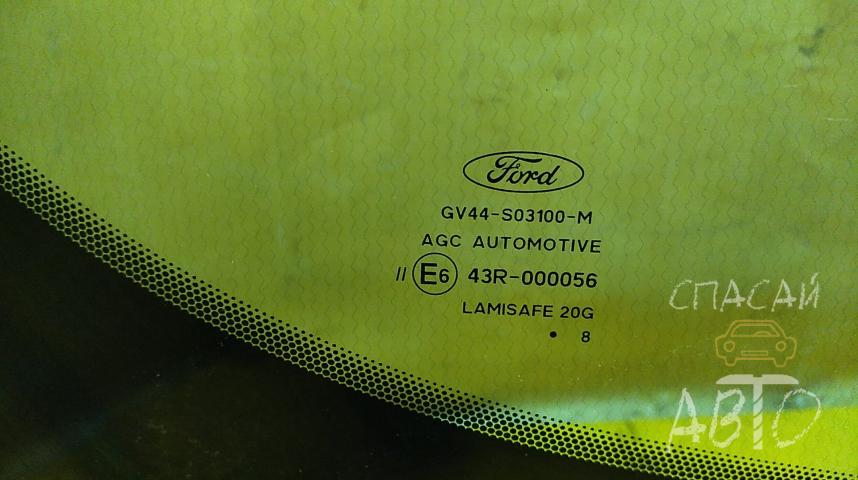 Ford
GV44-S03100-M
AGC AUTOMOTIVE
// E6 43R-000056
LAMISAFE 20G
• 8
СПАСАЙ
АВТО